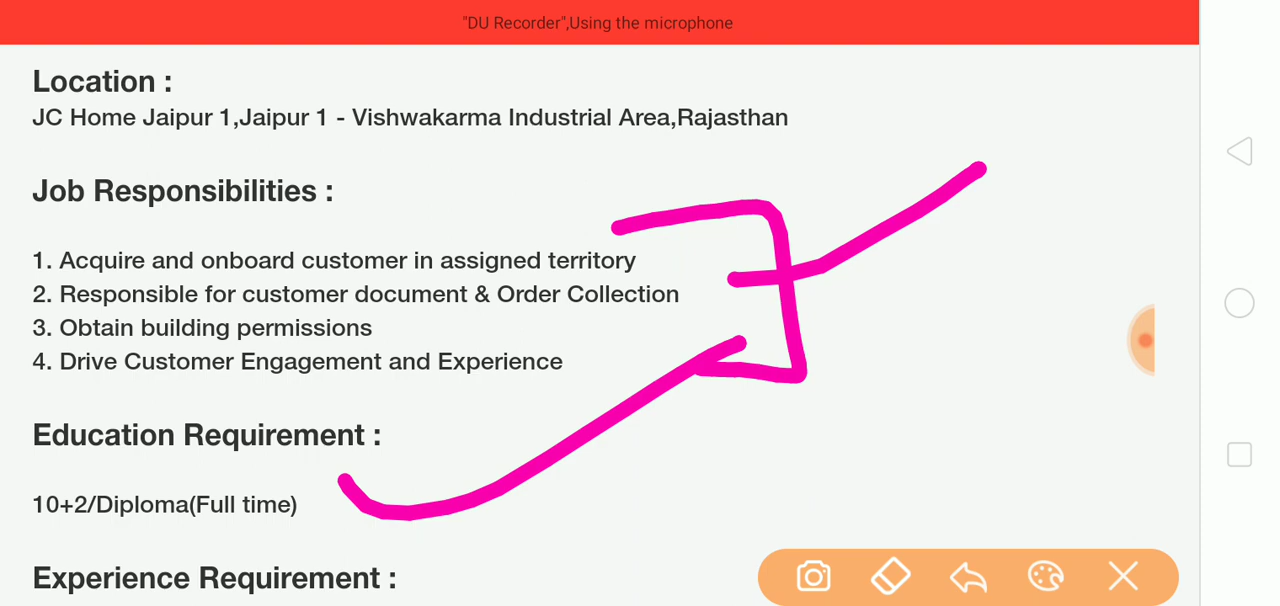 "DU Recorder",Using the microphone
Location :
JC Home Jaipur 1,Jaipur 1 - Vishwakarma Industrial Area,Rajasthan
Job Responsibilities :
1. Acquire and onboard customer in assigned territory
2. Responsible for customer document & Order Collection
3. Obtain building permissions
4. Drive Customer Engagement and Experience
Education Requirement :
10+2/Diploma(Full time)
Experience Requirement :